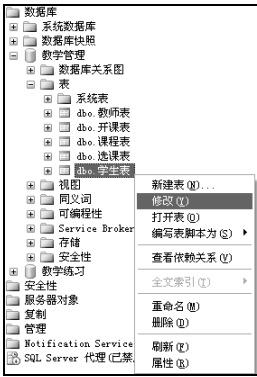 数据库
系统数据库
数据库快照
教学管理
数据库关系图
表
系统表
dbo.教师表
dbo.开课表
dbo.课程表
dbo.选课表
dbo.学生表
视图
同义词
可编程性
Service Broker
存储
安全性
教学练习
安全性
服务器对象
复制
管理
Notification Service
SQL Server 代理(已禁
新建表(N)...
修改(Y)
打开表(O)
编写表脚本为(S)
查看依赖关系(V)
全文索引(T)
重命名(M)
删除(D)
刷新(F)
属性(R)